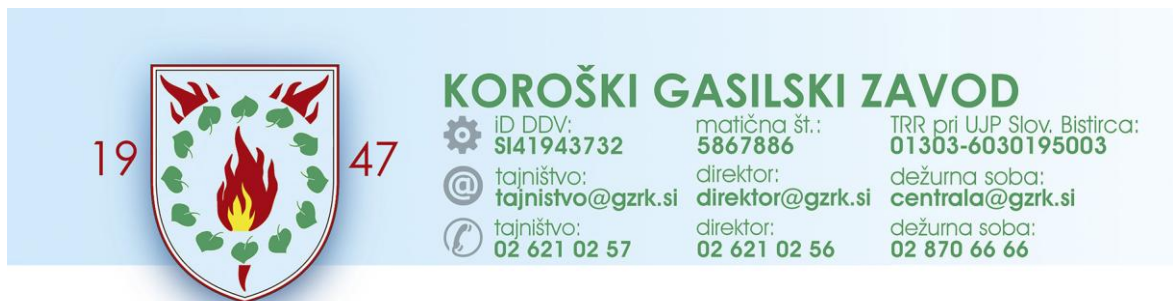 19 47
KOROŠKI GASILSKI ZAVOD
iD DDV: matična št.: TRR pri UJP Slov. Bistirca:
SI41943732 5867886 01303-6030195003
tajništvo: direktor: dežurna soba:
tajnistvo@gzrk.si direktor@gzrk.si centrala@gzrk.si
tajništvo: direktor: dežurna soba:
02 621 02 57 02 621 02 56 02 870 66 66